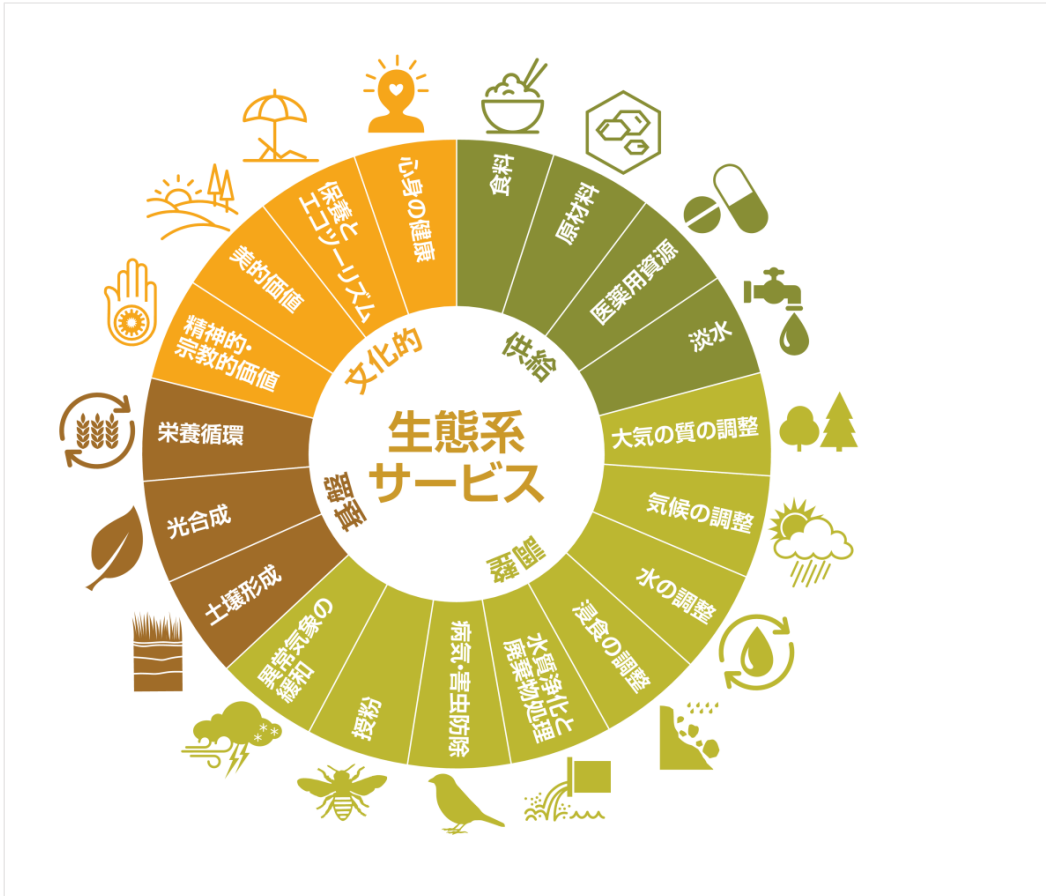 生態系
サービス
供給
食料
原材料
医薬用資源
淡水
調整
大気の質の調整
気候の調整
水の調整
浸食の調整
水質浄化と
廃棄物処理
病気・害虫防除
授粉
異常気象の
緩和
基盤
土壌形成
光合成
栄養循環
文化的
精神的・
宗教的価値
美的価値
保養と
エコツーリズム
心身の健康